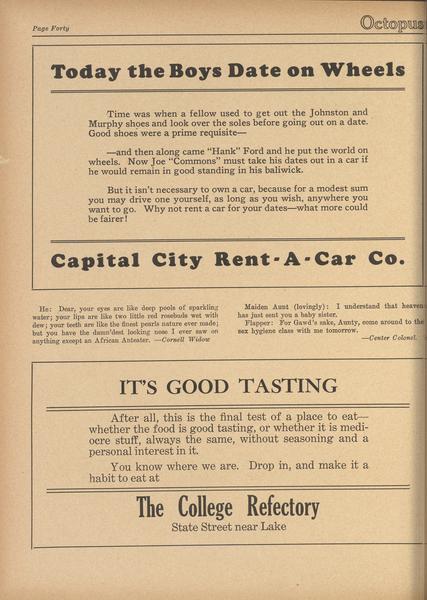 Page Forty
Octopus
Today the Boys Date on Wheels
Time was when a fellow used to get out the Johnston and
Murphy shoes and look over the soles before going out on a date.
Good shoes were a prime requisite—
—and then along came "Hank" Ford and he put the world on
wheels. Now Joe "Commons" must take his dates out in a car if
he would remain in good standing in his baliwick.
But it isn't necessary to own a car, because for a modest sum
you may drive one yourself, as long as you wish, anywhere you
want to go. Why not rent a car for your dates—what more could
be fairer!
Capital City Rent-A-Car Co.
He: Dear, your eyes are like deep pools of sparkling
water; your lips are like two little red rosebuds wet with
dew; your teeth are like the finest pearls nature ever made;
but you have the damn'dest looking nose I ever saw on
anything except an African Anteater. —Cornell Widow
Maiden Aunt (lovingly): I understand that heaven
has just sent you a baby sister.
Flapper: For Gawd's sake, Aunty, come around to the
sex hygiene class with me tomorrow.
—Center Colonel.
IT'S GOOD TASTING
After all, this is the final test of a place to eat—
whether the food is good tasting, or whether it is medi-
ocre stuff, always the same, without seasoning and a
personal interest in it.
You know where we are. Drop in, and make it a
habit to eat at
The College Refectory
State Street near Lake